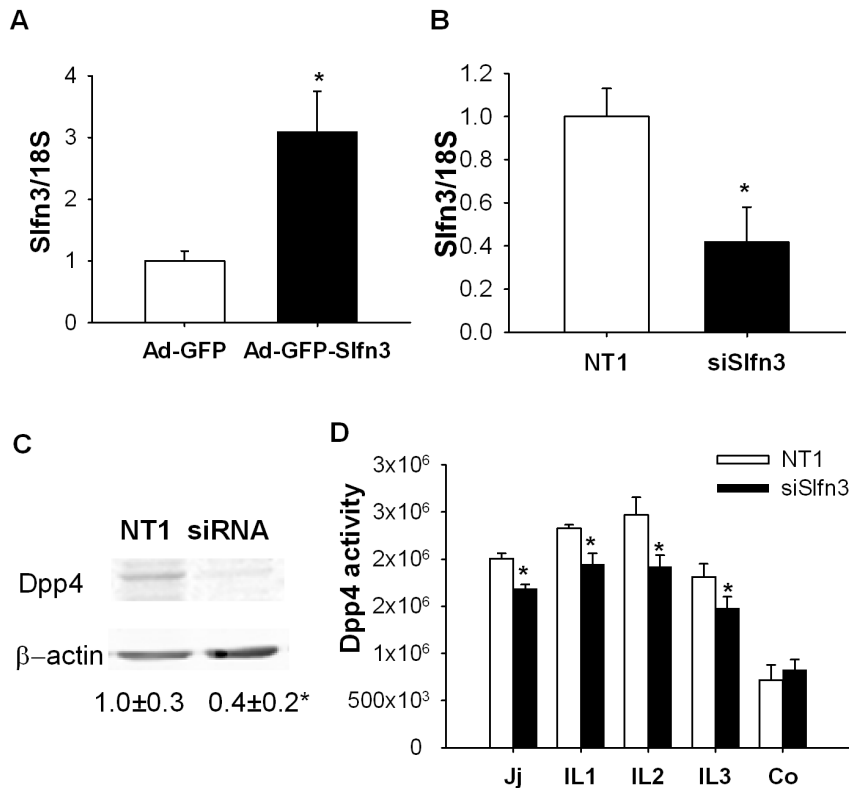 A
Slfn3/18S
4
3
2
1
0
*
Ad-GFP
Ad-GFP-Slfn3
B
Slfn3/18S
1.2
1.0
0.8
0.6
0.4
0.2
0.0
*
NT1
siSlfn3
C
NT1 siRNA
Dpp4
β–actin
1.0±0.3 0.4±0.2*
D
Dpp4 activity
3x10⁶
3x10⁶
2x10⁶
2x10⁶
1x10⁶
500x10³
0
NT1
siSlfn3
*
*
*
*
Jj
IL1
IL2
IL3
Co